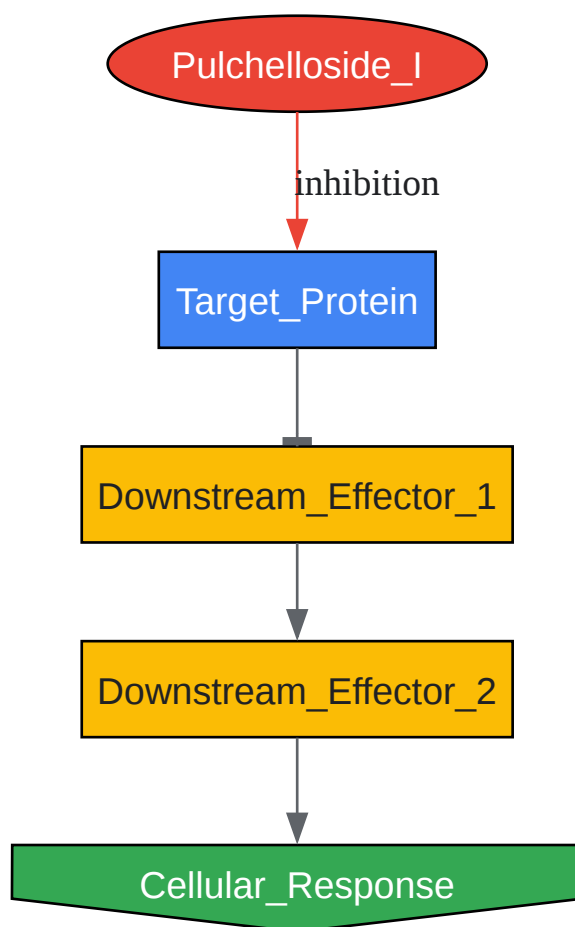 Pulchelloside_I
inhibition
Target_Protein
Downstream_Effector_1
Downstream_Effector_2
Cellular_Response